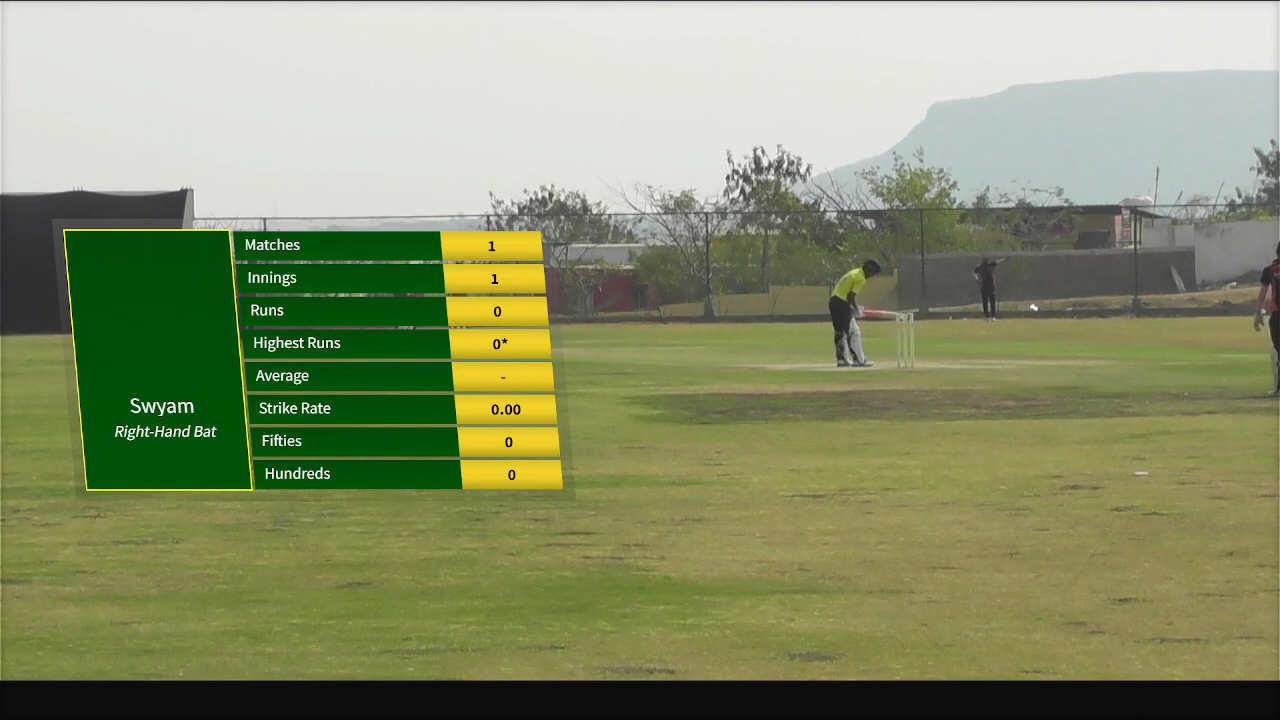 Swyam
Right-Hand Bat
Matches 1
Innings 1
Runs 0
Highest Runs 0*
Average -
Strike Rate 0.00
Fifties 0
Hundreds 0